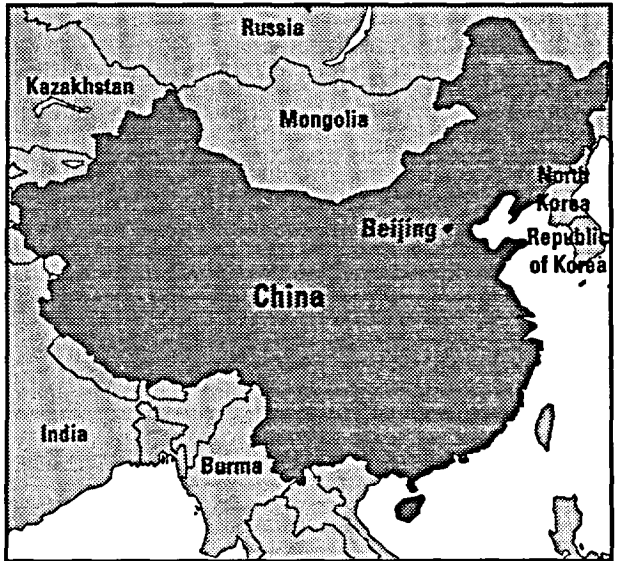 Russia
Kazakhstan
Mongolia
North
Korea
Beijing
Republic
of Korea
China
India
Burma